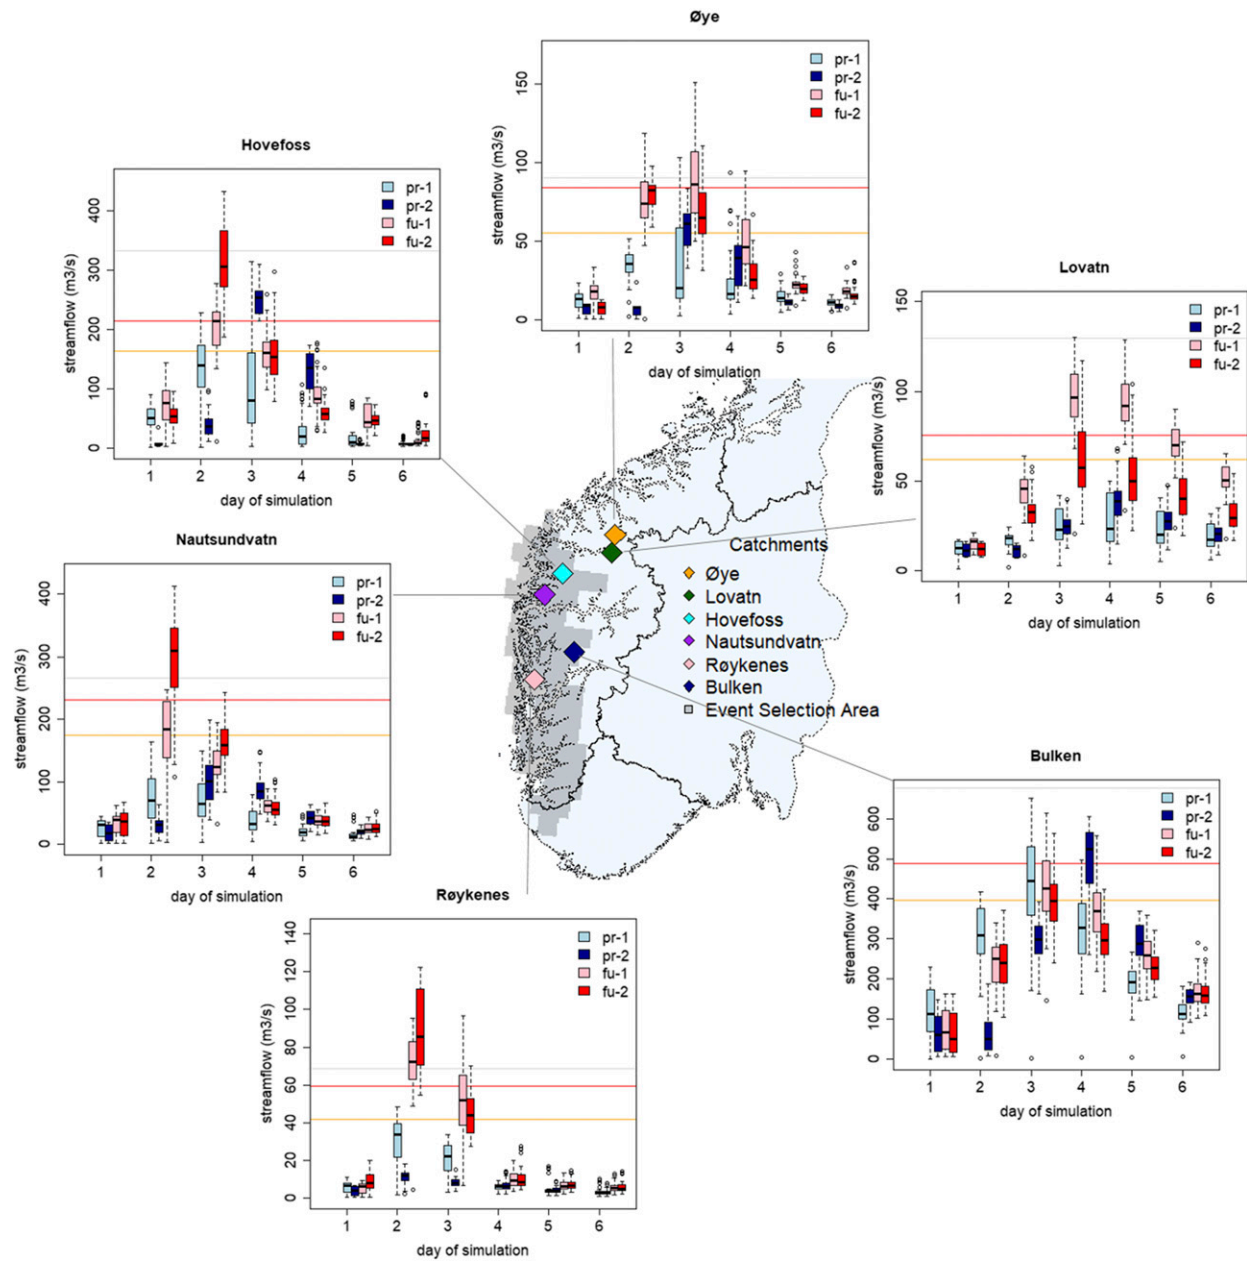 Øye
streamflow (m3/s)
150
100
50
0
pr-1
pr-2
fu-1
fu-2
1 2 3 4 5 6
day of simulation
Hovefoss
streamflow (m3/s)
400
300
200
100
0
pr-1
pr-2
fu-1
fu-2
1 2 3 4 5 6
day of simulation
Lovatn
streamflow (m3/s)
150
100
50
0
pr-1
pr-2
fu-1
fu-2
1 2 3 4 5 6
day of simulation
Catchments
Øye
Lovatn
Hovefoss
Nautsundvatn
Røykenes
Bulken
Event Selection Area
Nautsundvatn
streamflow (m3/s)
400
300
200
100
0
pr-1
pr-2
fu-1
fu-2
1 2 3 4 5 6
day of simulation
Bulken
streamflow (m3/s)
600
500
400
300
200
100
0
pr-1
pr-2
fu-1
fu-2
1 2 3 4 5 6
day of simulation
Røykenes
streamflow (m3/s)
140
120
100
80
60
40
20
0
pr-1
pr-2
fu-1
fu-2
1 2 3 4 5 6
day of simulation